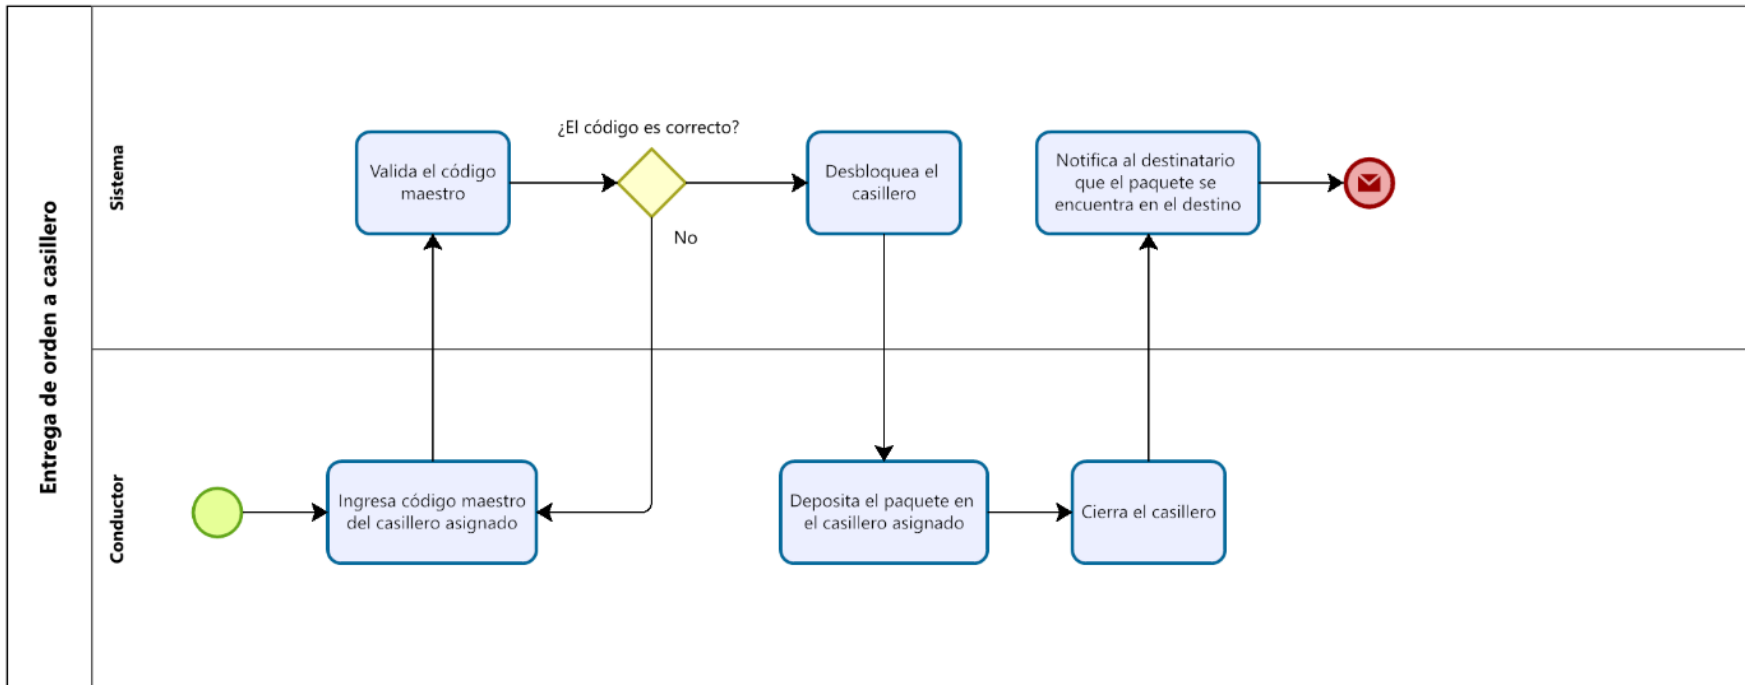 Entrega de orden a casillero
Sistema
Valida el código
maestro
¿El código es correcto?
No
Desbloquea el
casillero
Notifica al destinatario
que el paquete se
encuentra en el destino
Conductor
Ingresa código maestro
del casillero asignado
Deposita el paquete en
el casillero asignado
Cierra el casillero